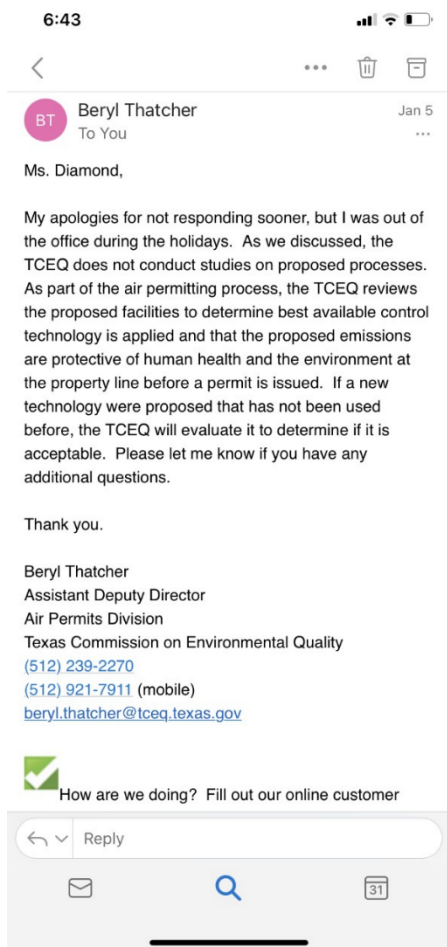 6:43
BT
Beryl Thatcher
Jan 5
To You
Ms. Diamond,
My apologies for not responding sooner, but I was out of
the office during the holidays.  As we discussed, the
TCEQ does not conduct studies on proposed processes.
As part of the air permitting process, the TCEQ reviews
the proposed facilities to determine best available control
technology is applied and that the proposed emissions
are protective of human health and the environment at
the property line before a permit is issued.  If a new
technology were proposed that has not been used
before, the TCEQ will evaluate it to determine if it is
acceptable.  Please let me know if you have any
additional questions.
Thank you.
Beryl Thatcher
Assistant Deputy Director
Air Permits Division
Texas Commission on Environmental Quality
(512) 239-2270
(512) 921-7911 (mobile)
beryl.thatcher@tceq.texas.gov
How are we doing?  Fill out our online customer
Reply
31